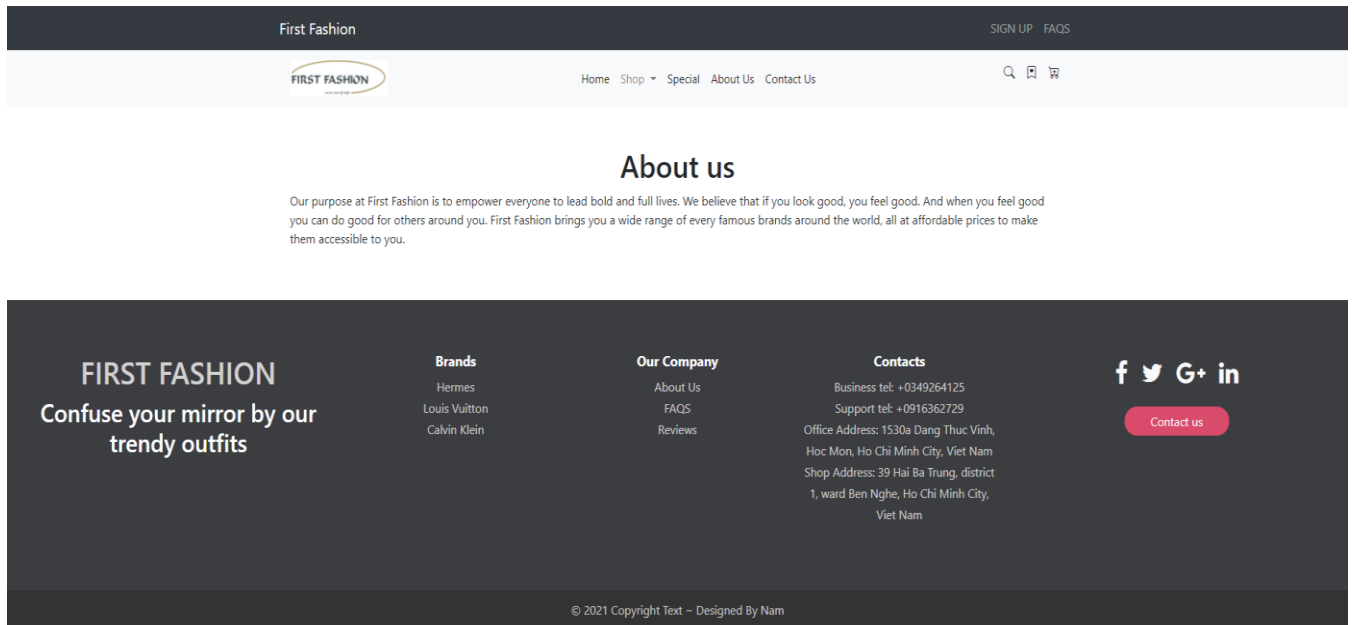 First Fashion
SIGN UP FAQS
FIRST FASHION
Home Shop Special About Us Contact Us
About us
Our purpose at First Fashion is to empower everyone to lead bold and full lives. We believe that if you look good, you feel good. And when you feel good
you can do good for others around you. First Fashion brings you a wide range of every famous brands around the world, all at affordable prices to make
them accessible to you.
FIRST FASHION
Confuse your mirror by our
trendy outfits
Brands
Hermes
Louis Vuitton
Calvin Klein
Our Company
About Us
FAQS
Reviews
Contacts
Business tel: +0349264125
Support tel: +0916362729
Office Address: 1530a Dang Thuc Vinh,
Hoc Mon, Ho Chi Minh City, Viet Nam
Shop Address: 39 Hai Ba Trung, district
1, ward Ben Nghe, Ho Chi Minh City,
Viet Nam
f G+ in
Contact us
© 2021 Copyright Text ~ Designed By Nam